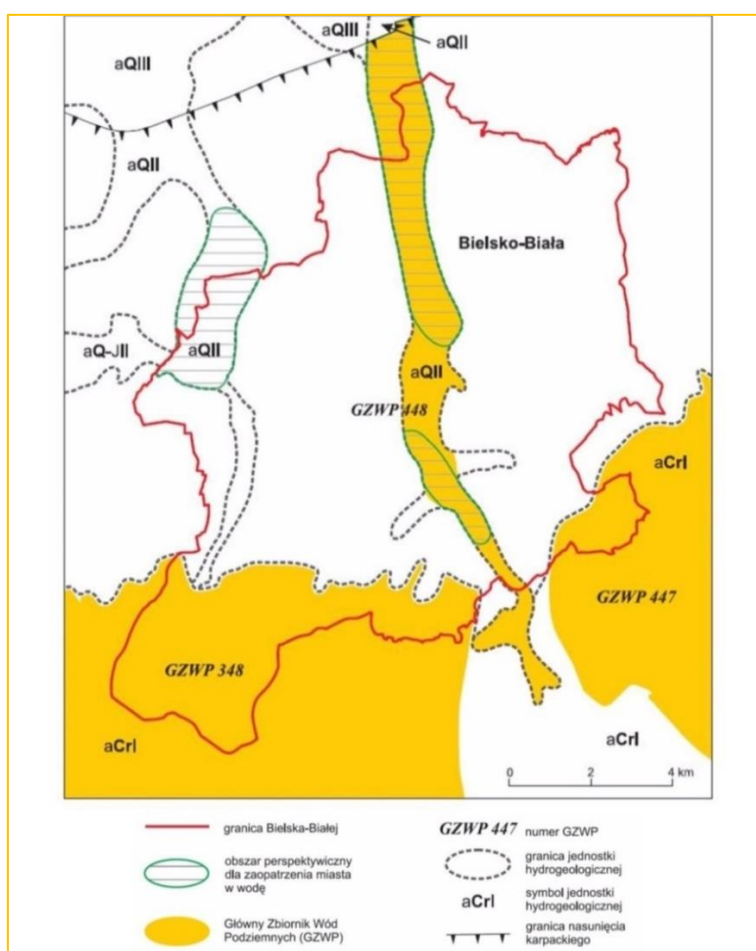 aQIII
aQII
aQIII
aQII
Bielsko-Biała
aQ-JII
aQII
aQII
GZWP 448
aCrI
GZWP 447
GZWP 348
aCrI
aCrI
0 2 4 km
granica Bielska-Białej
obszar perspektywiczny
dla zaopatrzenia miasta
w wodę
Główny Zbiornik Wód
Podziemnych (GZWP)
GZWP 447 numer GZWP
granica jednostki
hydrogeologicznej
aCrI symbol jednostki
hydrogeologicznej
granica nasunięcia
karpackiego